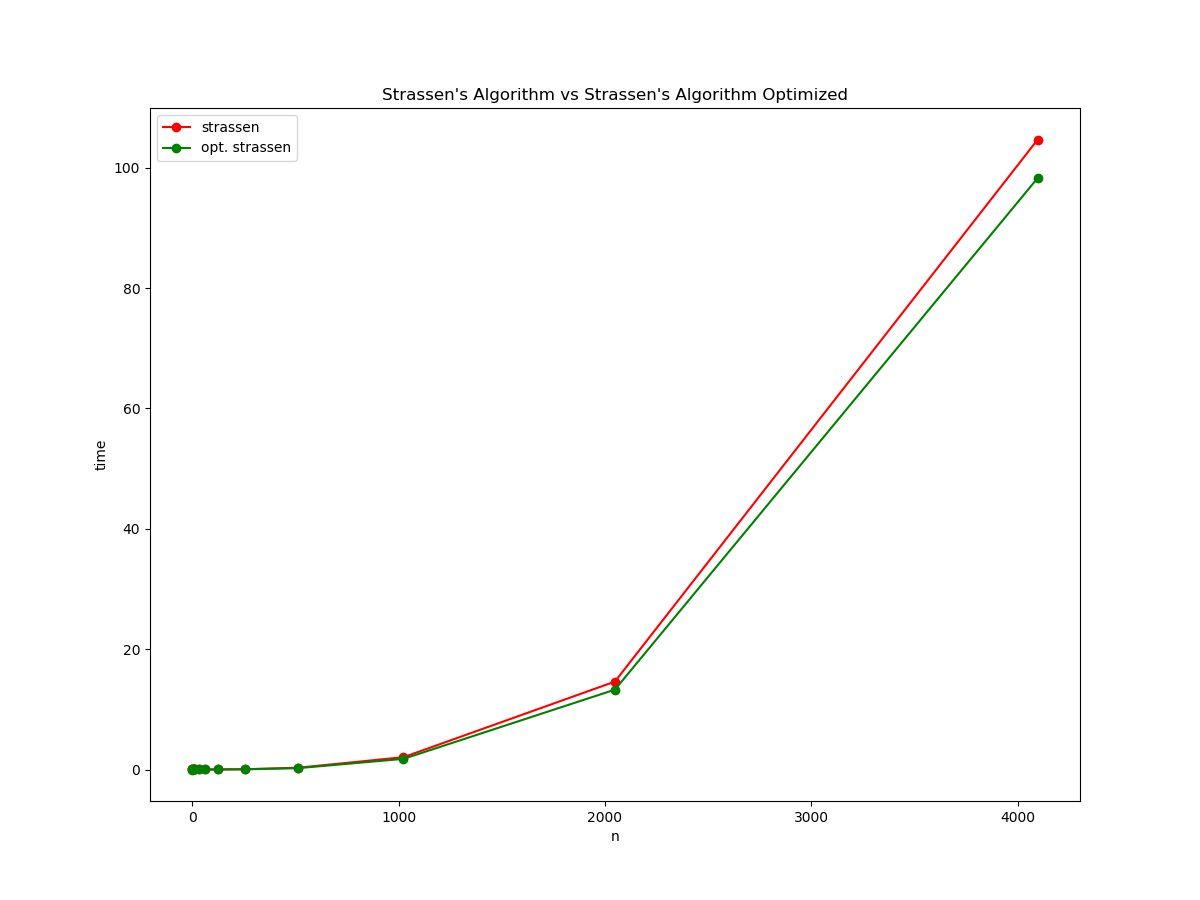 Strassen's Algorithm vs Strassen's Algorithm Optimized
strassen
opt. strassen
100
80
60
40
20
0
time
0 1000 2000 3000 4000
n